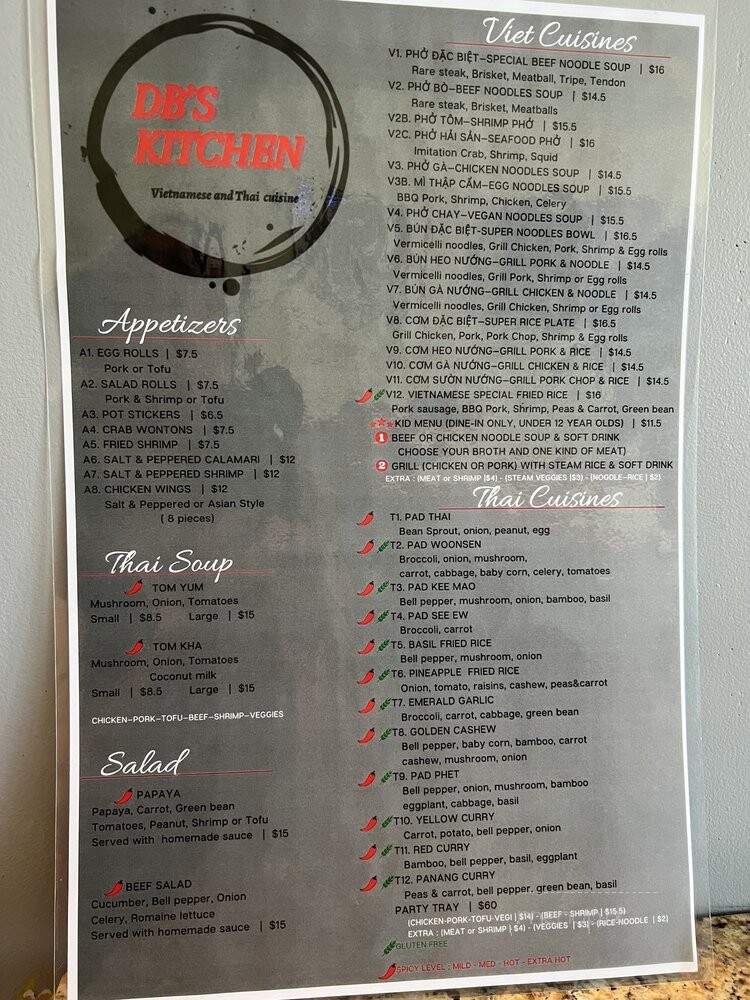 DB'S
KITCHEN
Vietnamese and Thai cuisine
Appetizers
A1. EGG ROLLS | $7.5
Pork or Tofu
A2. SALAD ROLLS | $7.5
Pork & Shrimp or Tofu
A3. POT STICKERS | $6.5
A4. CRAB WONTONS | $7.5
A5. FRIED SHRIMP | $7.5
A6. SALT & PEPPERED CALAMARI | $12
A7. SALT & PEPPERED SHRIMP | $12
A8. CHICKEN WINGS | $12
Salt & Peppered or Asian Style
( 8 pieces)
Thai Soup
TOM YUM
Mushroom, Onion, Tomatoes
Small | $8.5 Large | $15
TOM KHA
Mushroom, Onion, Tomatoes
Coconut milk
Small | $8.5 Large | $15
CHICKEN-PORK-TOFU-BEEF-SHRIMP-VEGGIES
Salad
PAPAYA
Papaya, Carrot, Green bean
Tomatoes, Peanut, Shrimp or Tofu
Served with homemade sauce | $15
BEEF SALAD
Cucumber, Bell pepper, Onion
Celery, Romaine lettuce
Served with homemade sauce | $15
Viet Cuisines
V1. PHỞ ĐẶC BIỆT-SPECIAL BEEF NOODLE SOUP | $16
Rare steak, Brisket, Meatball, Tripe, Tendon
V2. PHỞ BÒ-BEEF NOODLES SOUP | $14.5
Rare steak, Brisket, Meatballs
V2B. PHỞ TÔM-SHRIMP PHỞ | $15.5
V2C. PHỞ HẢI SẢN-SEAFOOD PHỞ | $16
Imitation Crab, Shrimp, Squid
V3. PHỞ GÀ-CHICKEN NOODLES SOUP | $14.5
V3B. MÌ THẬP CẨM-EGG NOODLES SOUP | $15.5
BBQ Pork, Shrimp, Chicken, Celery
V4. PHỞ CHAY-VEGAN NOODLES SOUP | $15.5
V5. BÚN ĐẶC BIỆT-SUPER NOODLES BOWL | $16.5
Vermicelli noodles, Grill Chicken, Pork, Shrimp & Egg rolls
V6. BÚN HEO NƯỚNG-GRILL PORK & NOODLE | $14.5
Vermicelli noodles, Grill Pork, Shrimp or Egg rolls
V7. BÚN GÀ NƯỚNG-GRILL CHICKEN & NOODLE | $14.5
Vermicelli noodles, Grill Chicken, Shrimp or Egg rolls
V8. CƠM ĐẶC BIỆT-SUPER RICE PLATE | $16.5
Grill Chicken, Pork, Pork Chop, Shrimp & Egg rolls
V9. CƠM HEO NƯỚNG-GRILL PORK & RICE | $14.5
V10. CƠM GÀ NƯỚNG-GRILL CHICKEN & RICE | $14.5
V11. CƠM SƯỜN NƯỚNG-GRILL PORK CHOP & RICE | $14.5
V12. VIETNAMESE SPECIAL FRIED RICE | $16
Pork sausage, BBQ Pork, Shrimp, Peas & Carrot, Green bean
KID MENU (DINE-IN ONLY, UNDER 12 YEAR OLDS) | $11.5
1 BEEF OR CHICKEN NOODLE SOUP & SOFT DRINK
CHOOSE YOUR BROTH AND ONE KIND OF MEAT)
2 GRILL (CHICKEN OR PORK) WITH STEAM RICE & SOFT DRINK
EXTRA : (MEAT or SHRIMP |$4) - (STEAM VEGGIES |$3) - (NOODLE-RICE | $2)
Thai Cuisines
T1. PAD THAI
Bean Sprout, onion, peanut, egg
T2. PAD WOONSEN
Broccoli, onion, mushroom,
carrot, cabbage, baby corn, celery, tomatoes
T3. PAD KEE MAO
Bell pepper, mushroom, onion, bamboo, basil
T4. PAD SEE EW
Broccoli, carrot
T5. BASIL FRIED RICE
Bell pepper, mushroom, onion
T6. PINEAPPLE FRIED RICE
Onion, tomato, raisins, cashew, peas&carrot
T7. EMERALD GARLIC
Broccoli, carrot, cabbage, green bean
T8. GOLDEN CASHEW
Bell pepper, baby corn, bamboo, carrot
cashew, mushroom, onion
T9. PAD PHET
Bell pepper, onion, mushroom, bamboo
eggplant, cabbage, basil
T10. YELLOW CURRY
Carrot, potato, bell pepper, onion
T11. RED CURRY
Bamboo, bell pepper, basil, eggplant
T12. PANANG CURRY
Peas & carrot, bell pepper. green bean, basil
PARTY TRAY | $60
(CHICKEN-PORK-TOFU-VEGI | $14) - (BEEF - SHRIMP | $15.5)
EXTRA : (MEAT or SHRIMP | $4) - (VEGGIES | $3) - (RICE-NOODLE | $2)
GLUTEN FREE
SPICY LEVEL : MILD - MED - HOT - EXTRA HOT